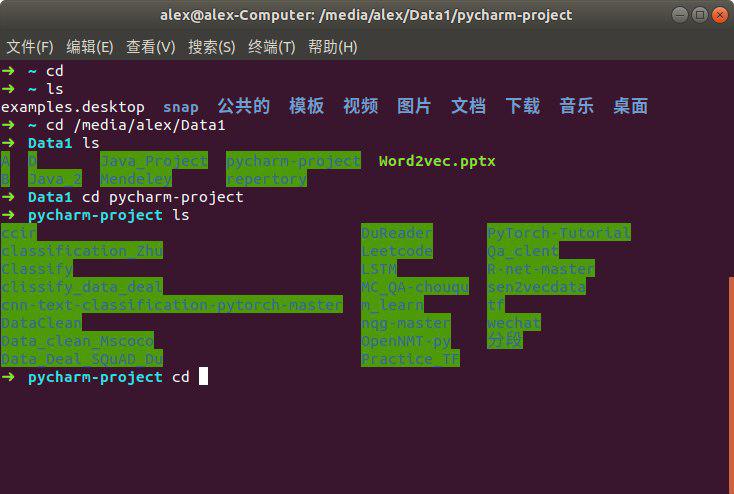 alex@alex-Computer: /media/alex/Data1/pycharm-project
文件(F) 编辑(E) 查看(V) 搜索(S) 终端(T) 帮助(H)
➜ ~ cd
➜ ~ ls
examples.desktop snap 公共的 模板 视频 图片 文档 下载 音乐 桌面
➜ ~ cd /media/alex/Data1
➜ Data1 ls
A D Java_Project pycharm-project Word2vec.pptx
B Java_2 Mendeley repertory
➜ Data1 cd pycharm-project
➜ pycharm-project ls
ccir DuReader PyTorch-Tutorial
classification_Zhu Leetcode Qa_clent
Classify LSTM R-net-master
clissify_data_deal MC_QA-chouqu sen2vecdata
cnn-text-classification-pytorch-master m_learn tf
DataClean nqg-master wechat
Data_clean_Mscoco OpenNMT-py 分段
Data_Deal_SQuAD_Du Practice_TF
➜ pycharm-project cd